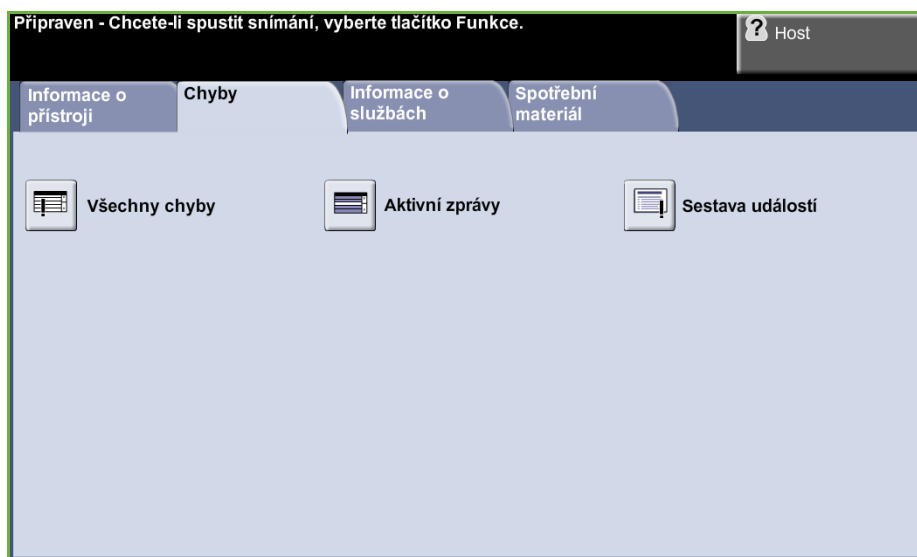 Připraven - Chcete-li spustit snímání, vyberte tlačítko Funkce.
Host
Informace o
přístroji
Chyby
Informace o
službách
Spotřební
materiál
Všechny chyby
Aktivní zprávy
Sestava událostí